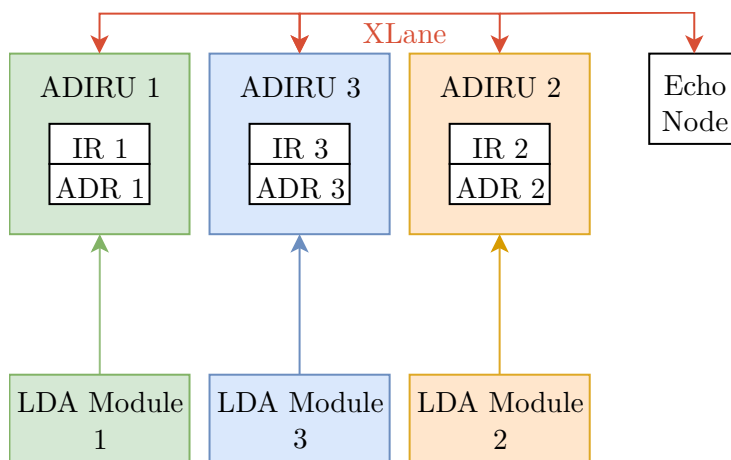 XLane
ADIRU 1
ADIRU 3
ADIRU 2
Echo
Node
IR 1
IR 3
IR 2
ADR 1
ADR 3
ADR 2
LDA Module
1
LDA Module
3
LDA Module
2